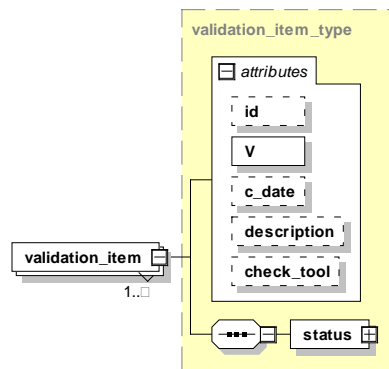 validation_item_type
attributes
id
V
c_date
description
check_tool
validation_item
1..
status